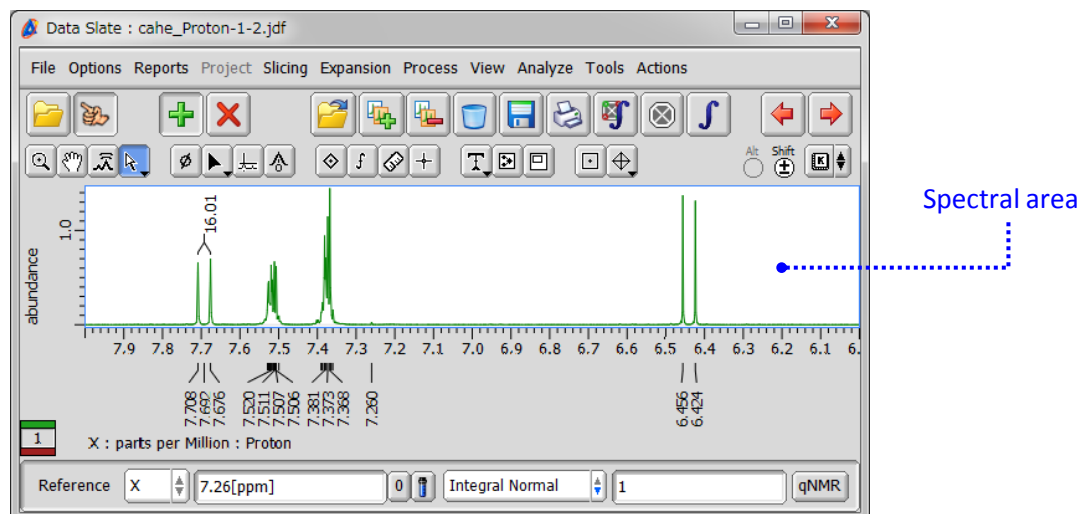 Data Slate : cahe_Proton-1-2.jdf
File Options Reports Project Slicing Expansion Process View Analyze Tools Actions
Alt Shift
16.01
1.0
abundance
Spectral area
7.9 7.8 7.7 7.6 7.5 7.4 7.3 7.2 7.1 7.0 6.9 6.8 6.7 6.6 6.5 6.4 6.3 6.2 6.1 6.
7.708 7.692 7.676 7.520 7.511 7.507 7.506 7.381 7.373 7.368 7.260 6.456 6.424
1
X : parts per Million : Proton
Reference X 7.26[ppm] 0 Integral Normal 1 qNMR